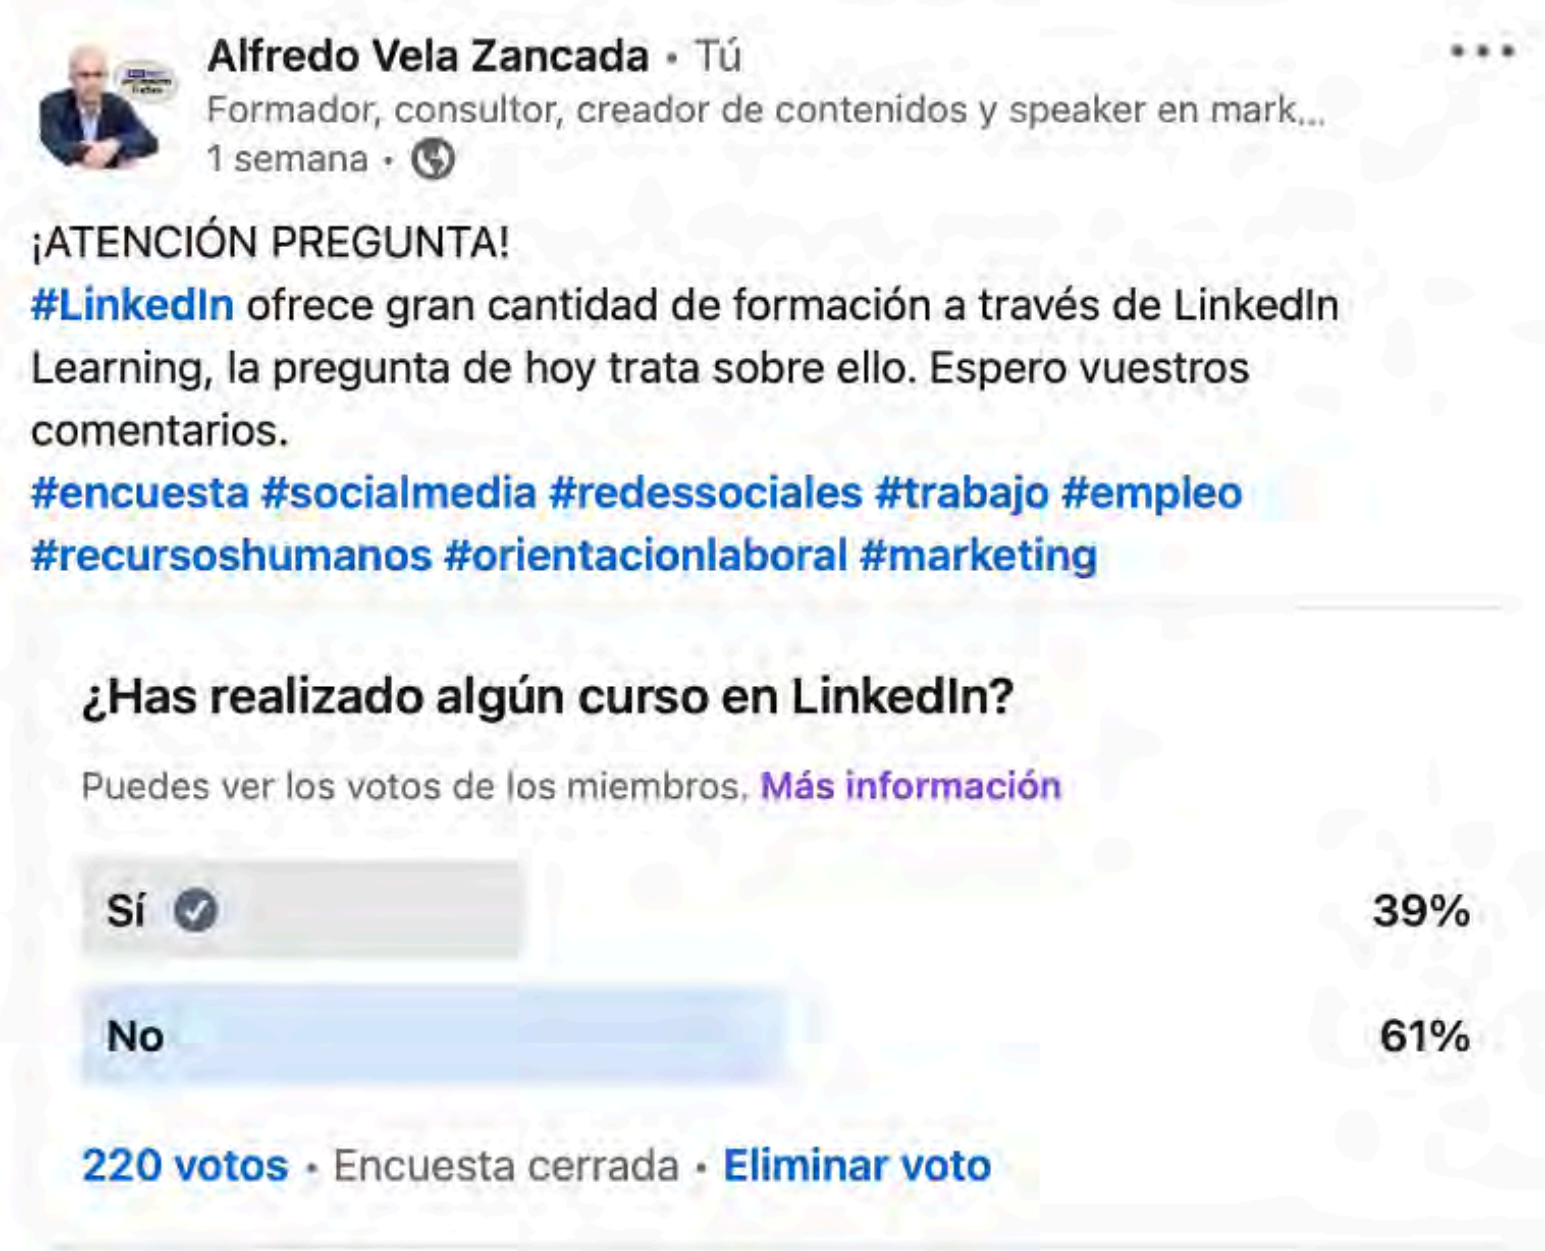 Alfredo Vela Zancada • Tú
Formador, consultor, creador de contenidos y speaker en mark...
1 semana •
¡ATENCIÓN PREGUNTA!
#LinkedIn ofrece gran cantidad de formación a través de LinkedIn
Learning, la pregunta de hoy trata sobre ello. Espero vuestros
comentarios.
#encuesta #socialmedia #redessociales #trabajo #empleo
#recursoshumanos #orientacionlaboral #marketing
¿Has realizado algún curso en LinkedIn?
Puedes ver los votos de los miembros. Más información
Sí 39%
No 61%
220 votos • Encuesta cerrada • Eliminar voto